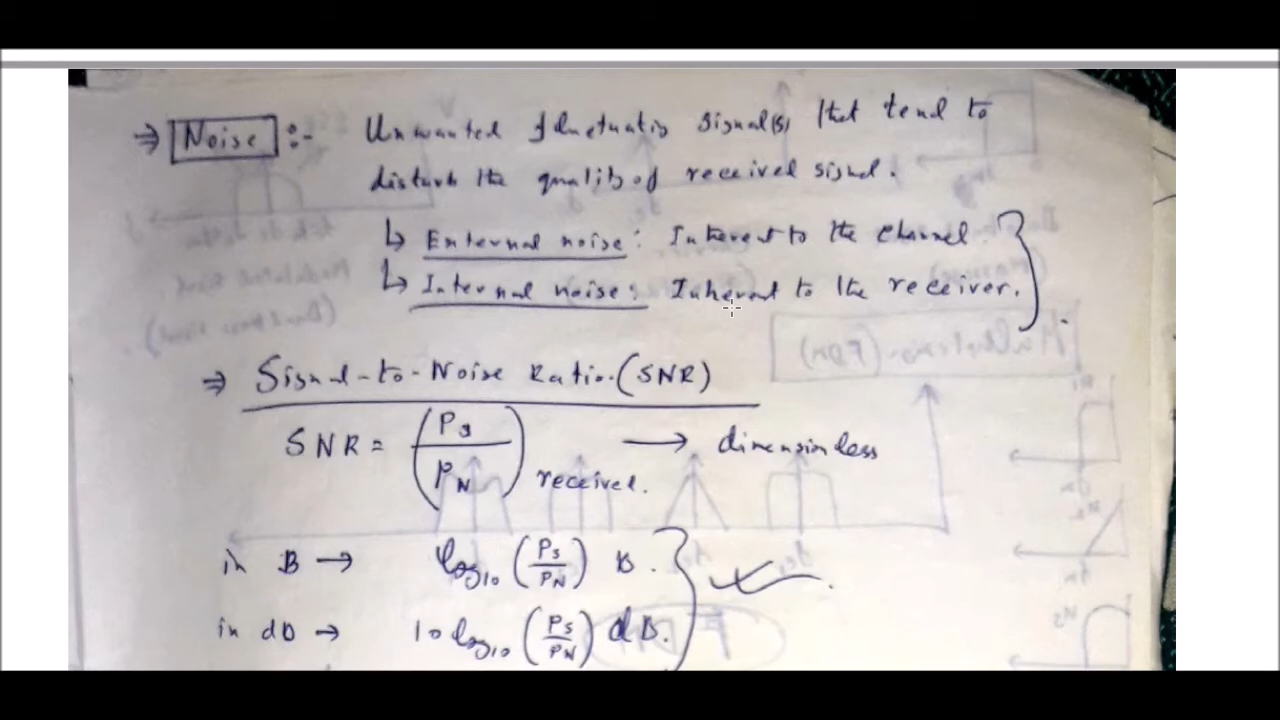 ⇒ Noise :- Unwanted fluctuatio signal(s) that tend to
disturb the quality of received signal.
↳ External noise: Inherent to the channel.
↳ Internal noise: Inherent to the receiver.
⇒ Signal-to-Noise Ratio.(SNR)
SNR = (PS/PN) received. → dimensionless
in B → log10 (PS/PN) B.
in dB → 10 log10 (PS/PN) dB.